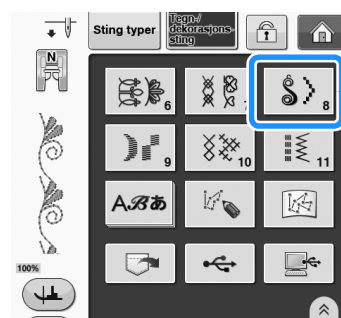 Sting typer
Tegn-/
dekorasjons-
sting
N
6
7
8
9
10
11
Aℬあ
100%